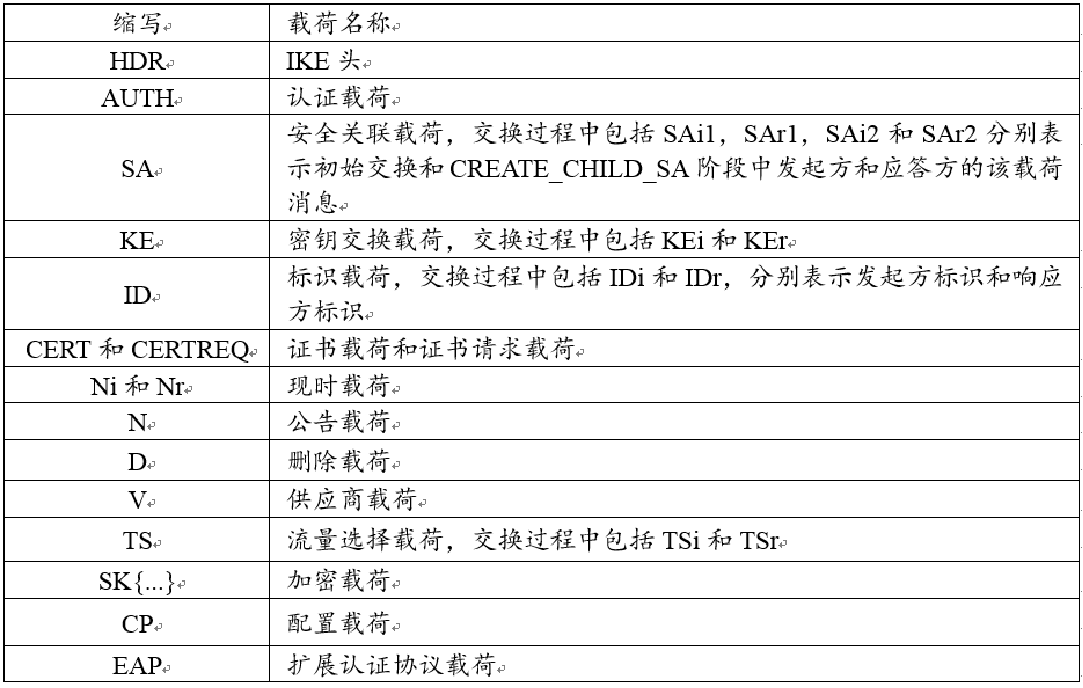 缩写 载荷名称
HDR IKE 头
AUTH 认证载荷
SA 安全关联载荷，交换过程中包括 SAi1，SAr1，SAi2 和 SAr2 分别表
示初始交换和 CREATE_CHILD_SA 阶段中发起方和应答方的该载荷
消息
KE 密钥交换载荷，交换过程中包括 KEi 和 KEr
ID 标识载荷，交换过程中包括 IDi 和 IDr，分别表示发起方标识和响应
方标识
CERT 和 CERTREQ 证书载荷和证书请求载荷
Ni 和 Nr 现时载荷
N 公告载荷
D 删除载荷
V 供应商载荷
TS 流量选择载荷，交换过程中包括 TSi 和 TSr
SK{...} 加密载荷
CP 配置载荷
EAP 扩展认证协议载荷